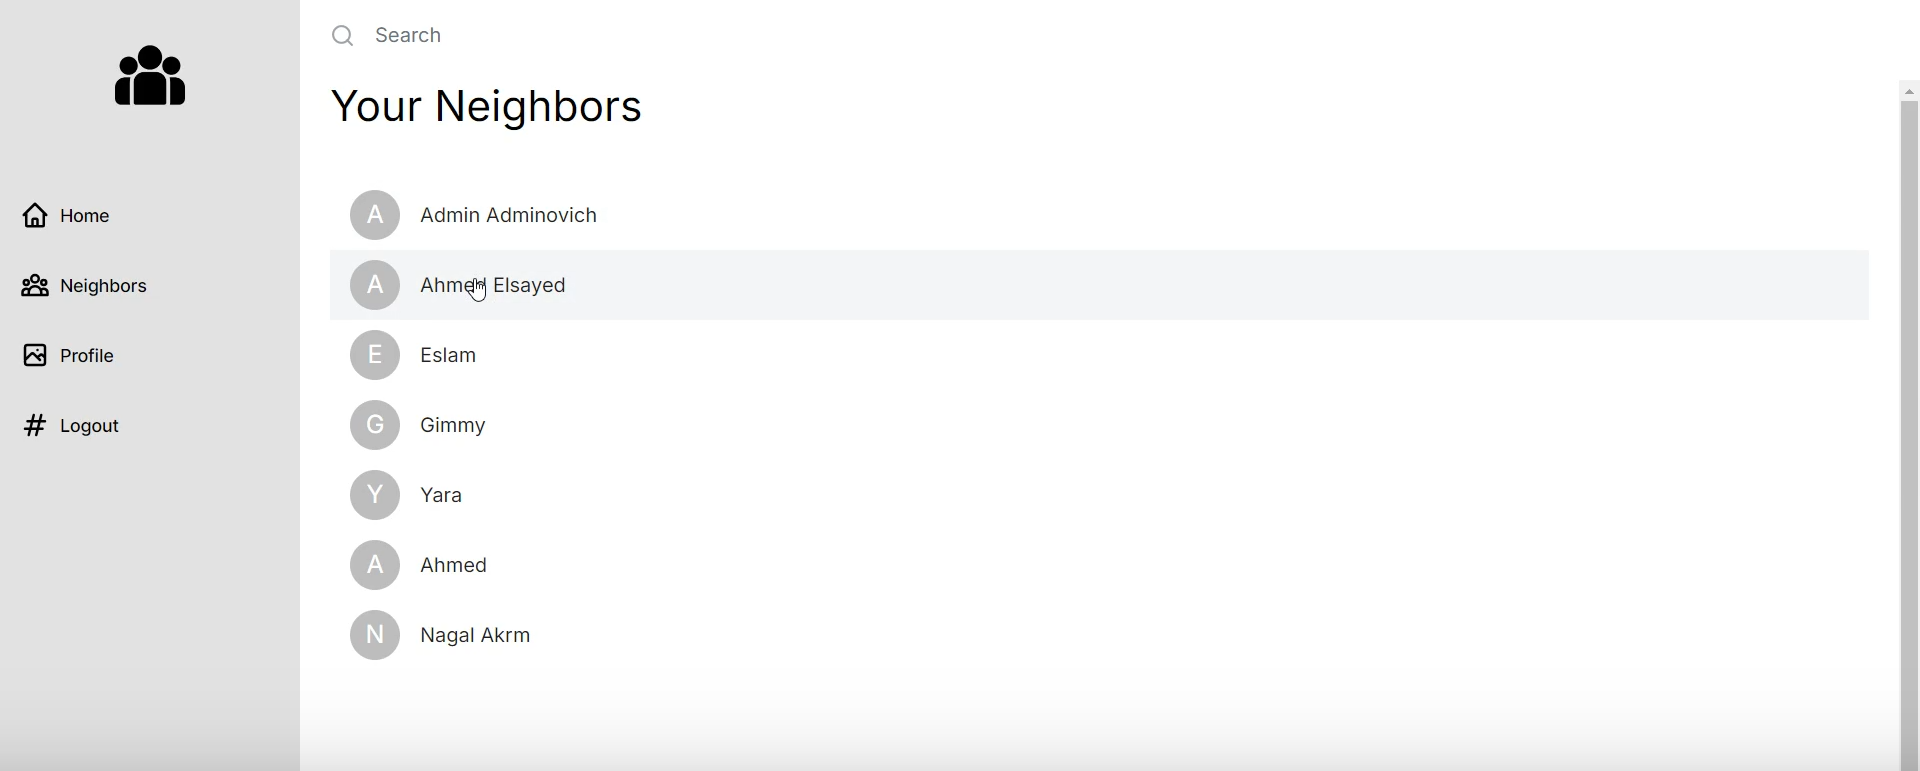 Search
Your Neighbors
Home
Neighbors
Profile
Logout
A Admin Adminovich
A Ahmed Elsayed
E Eslam
G Gimmy
Y Yara
A Ahmed
N Nagal Akrm